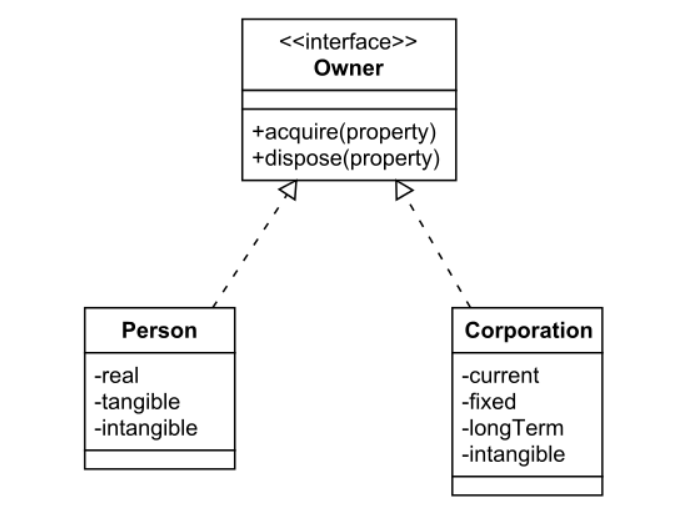 <<interface>>
Owner
+acquire(property)
+dispose(property)
Person
-real
-tangible
-intangible
Corporation
-current
-fixed
-longTerm
-intangible